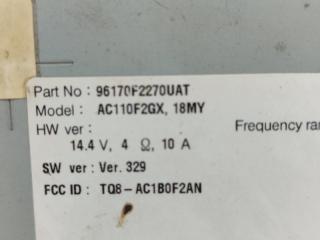 Part No : 96170F2270UAT
Model : AC110F2GX, 18MY
HW ver :
Frequency ran
14.4 V, 4 Ω, 10 A
SW ver : Ver. 329
FCC ID : TQ8-AC1B0F2AN